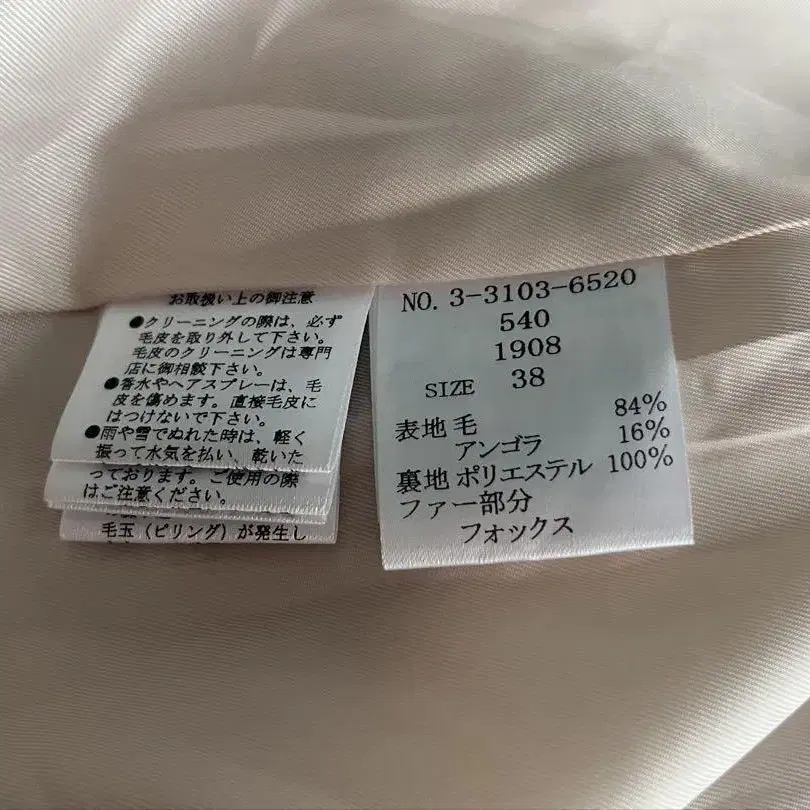 お取扱い上の御注意
●クリーニングの際は、必ず
毛皮を取り外して下さい。
毛皮のクリーニングは専門
店に御相談下さい。
●香水やヘアスプレーは、毛
皮を傷めます。直接毛皮に
はつけないで下さい。
●雨や雪でぬれた時は、軽く
振って水気を払い、乾いた
っております。ご使用の際
はご注意ください。
毛玉（ピリング）が発生し
NO. 3-3103-6520
540
1908
SIZE 38
表地 毛 84%
アンゴラ 16%
裏地 ポリエステル 100%
ファー部分
フォックス